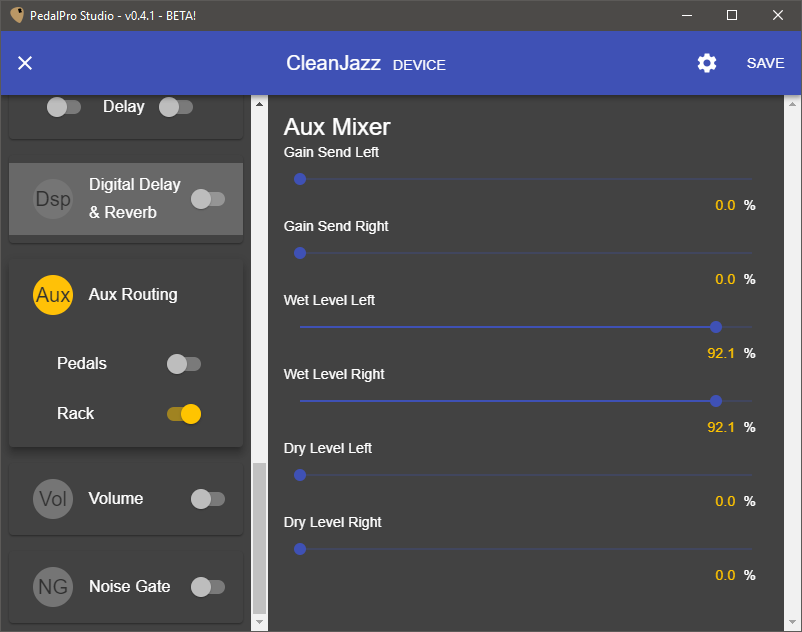 PedalPro Studio - v0.4.1 - BETA!
CleanJazz DEVICE
SAVE
Delay
Dsp
Digital Delay
& Reverb
Aux
Aux Routing
Pedals
Rack
Vol
Volume
NG
Noise Gate
Aux Mixer
Gain Send Left
0.0 %
Gain Send Right
0.0 %
Wet Level Left
92.1 %
Wet Level Right
92.1 %
Dry Level Left
0.0 %
Dry Level Right
0.0 %